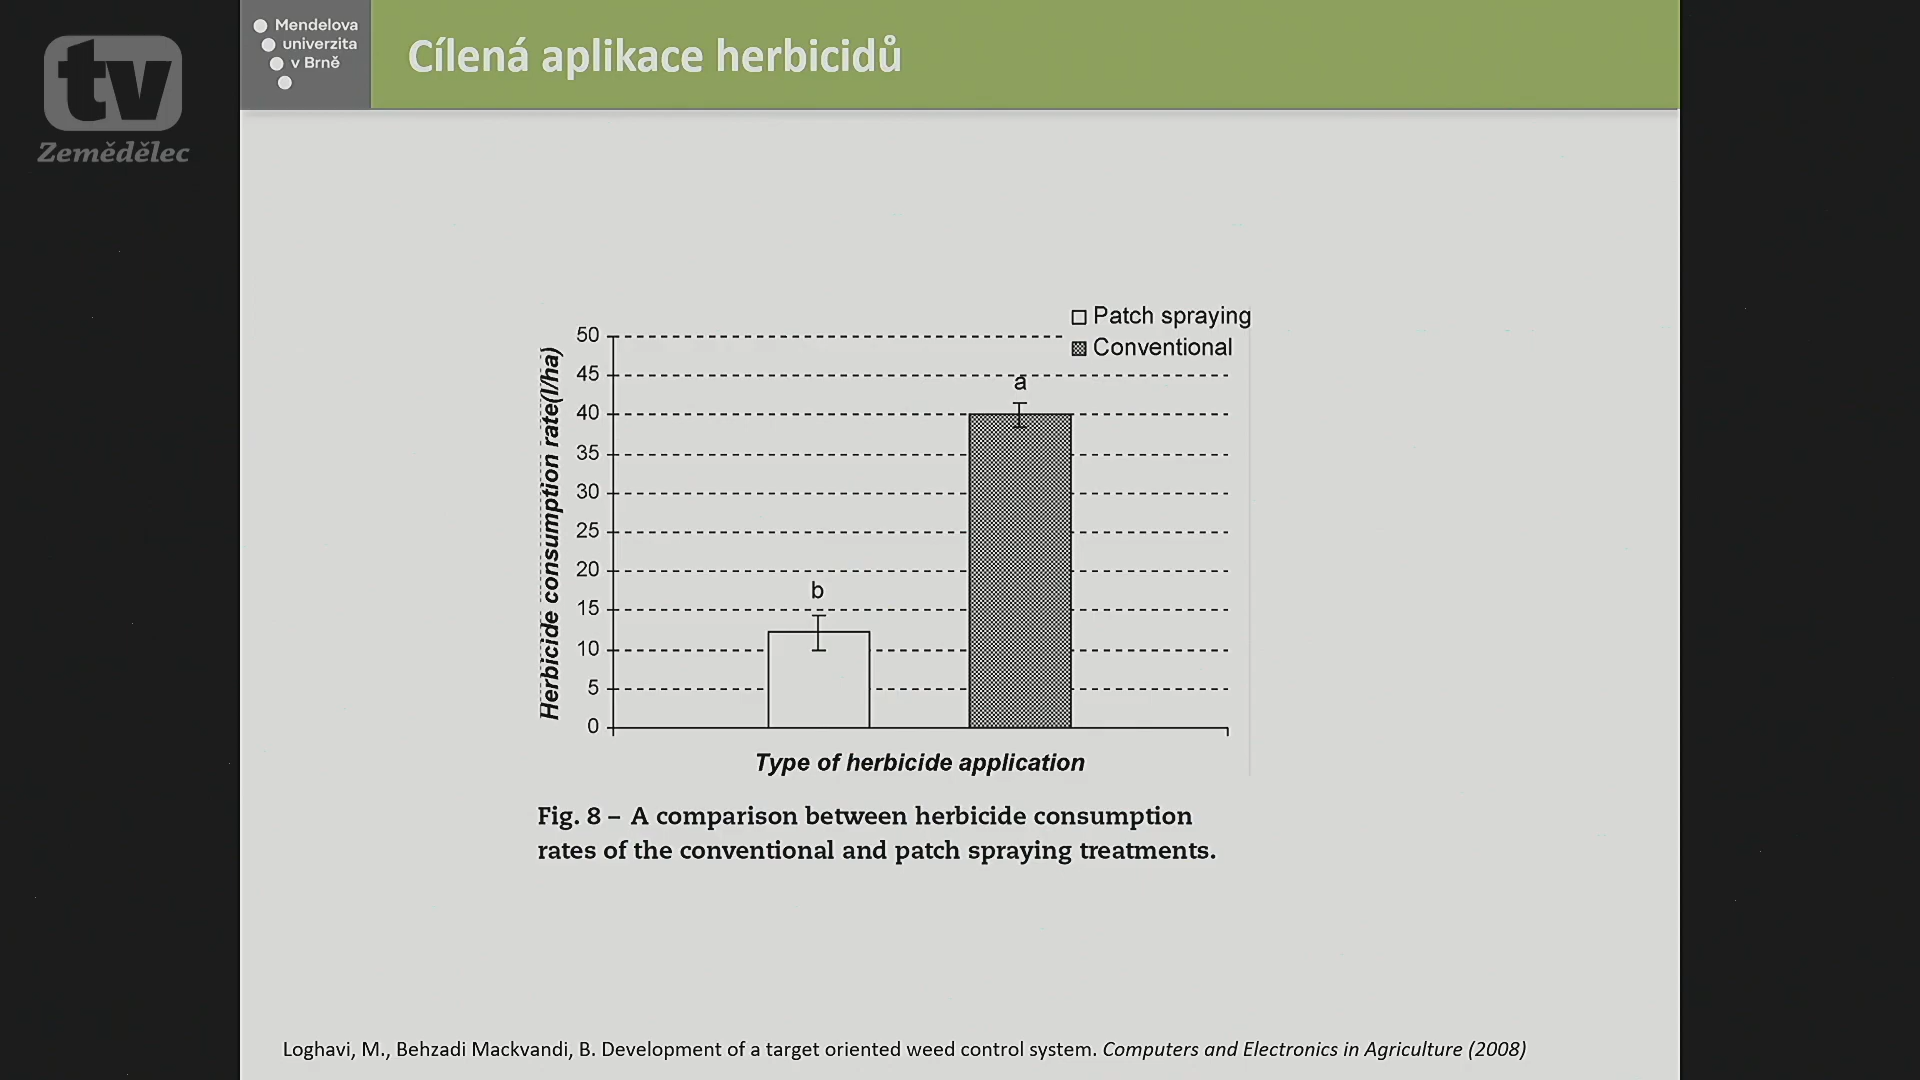 tv
Zemědělec
Mendelova
univerzita
v Brně
Cílená aplikace herbicidů
Patch spraying
Conventional
Herbicide consumption rate(l/ha)
50
45
40
35
30
25
20
15
10
5
0
a
b
Type of herbicide application
Fig. 8 – A comparison between herbicide consumption
rates of the conventional and patch spraying treatments.
Loghavi, M., Behzadi Mackvandi, B. Development of a target oriented weed control system. Computers and Electronics in Agriculture (2008)